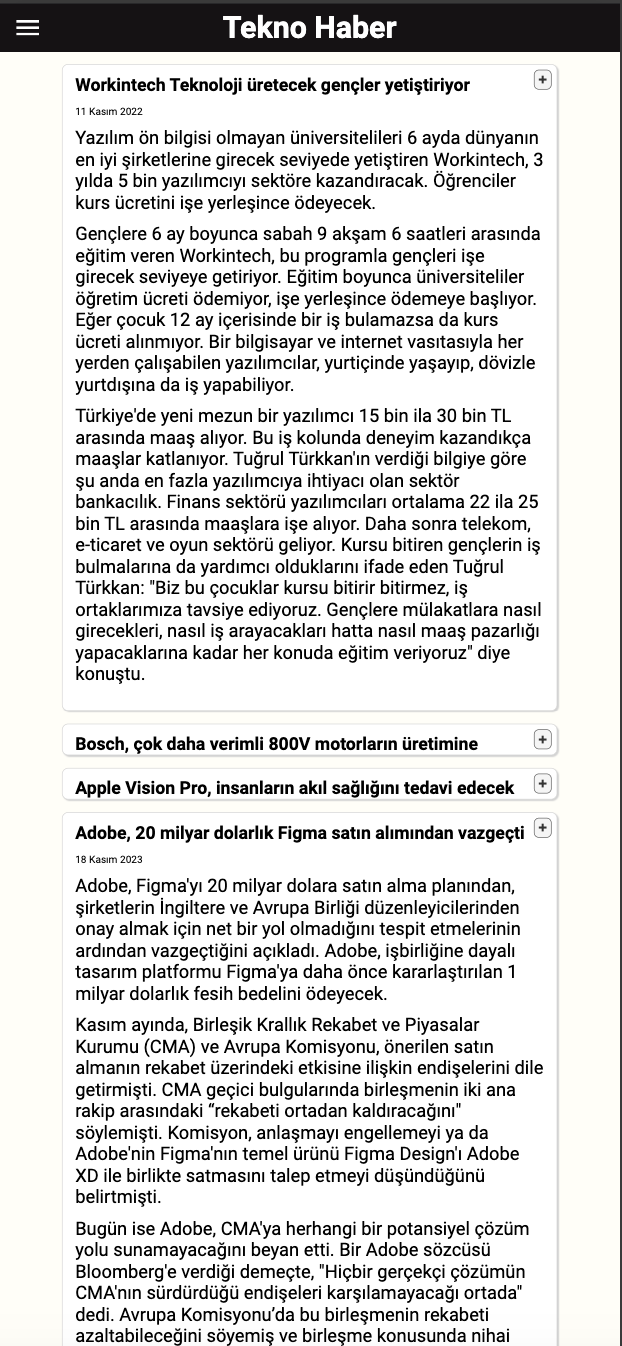 Tekno Haber
Workintech Teknoloji üretecek gençler yetiştiriyor
+
11 Kasım 2022
Yazılım ön bilgisi olmayan üniversitelileri 6 ayda dünyanın
en iyi şirketlerine girecek seviyede yetiştiren Workintech, 3
yılda 5 bin yazılımcıyı sektöre kazandıracak. Öğrenciler
kurs ücretini işe yerleşince ödeyecek.
Gençlere 6 ay boyunca sabah 9 akşam 6 saatleri arasında
eğitim veren Workintech, bu programla gençleri işe
girecek seviyeye getiriyor. Eğitim boyunca üniversiteliler
öğretim ücreti ödemiyor, işe yerleşince ödemeye başlıyor.
Eğer çocuk 12 ay içerisinde bir iş bulamazsa da kurs
ücreti alınmıyor. Bir bilgisayar ve internet vasıtasıyla her
yerden çalışabilen yazılımcılar, yurtiçinde yaşayıp, dövizle
yurtdışına da iş yapabiliyor.
Türkiye'de yeni mezun bir yazılımcı 15 bin ila 30 bin TL
arasında maaş alıyor. Bu iş kolunda deneyim kazandıkça
maaşlar katlanıyor. Tuğrul Türkkan'ın verdiği bilgiye göre
şu anda en fazla yazılımcıya ihtiyacı olan sektör
bankacılık. Finans sektörü yazılımcıları ortalama 22 ila 25
bin TL arasında maaşlara işe alıyor. Daha sonra telekom,
e-ticaret ve oyun sektörü geliyor. Kursu bitiren gençlerin iş
bulmalarına da yardımcı olduklarını ifade eden Tuğrul
Türkkan: "Biz bu çocuklar kursu bitirir bitirmez, iş
ortaklarımıza tavsiye ediyoruz. Gençlere mülakatlara nasıl
girecekleri, nasıl iş arayacakları hatta nasıl maaş pazarlığı
yapacaklarına kadar her konuda eğitim veriyoruz" diye
konuştu.
Bosch, çok daha verimli 800V motorların üretimine
+
Apple Vision Pro, insanların akıl sağlığını tedavi edecek
+
Adobe, 20 milyar dolarlık Figma satın alımından vazgeçti
+
18 Kasım 2023
Adobe, Figma'yı 20 milyar dolara satın alma planından,
şirketlerin İngiltere ve Avrupa Birliği düzenleyicilerinden
onay almak için net bir yol olmadığını tespit etmelerinin
ardından vazgeçtiğini açıkladı. Adobe, işbirliğine dayalı
tasarım platformu Figma'ya daha önce kararlaştırılan 1
milyar dolarlık fesih bedelini ödeyecek.
Kasım ayında, Birleşik Krallık Rekabet ve Piyasalar
Kurumu (CMA) ve Avrupa Komisyonu, önerilen satın
almanın rekabet üzerindeki etkisine ilişkin endişelerini dile
getirmişti. CMA geçici bulgularında birleşmenin iki ana
rakip arasındaki “rekabeti ortadan kaldıracağını"
söylemişti. Komisyon, anlaşmayı engellemeyi ya da
Adobe'nin Figma'nın temel ürünü Figma Design'ı Adobe
XD ile birlikte satmasını talep etmeyi düşündüğünü
belirtmişti.
Bugün ise Adobe, CMA'ya herhangi bir potansiyel çözüm
yolu sunamayacağını beyan etti. Bir Adobe sözcüsü
Bloomberg'e verdiği demeçte, "Hiçbir gerçekçi çözümün
CMA'nın sürdürdüğü endişeleri karşılamayacağı ortada"
dedi. Avrupa Komisyonu’da bu birleşmenin rekabeti
azaltabileceğini söyemiş ve birleşme konusunda nihai